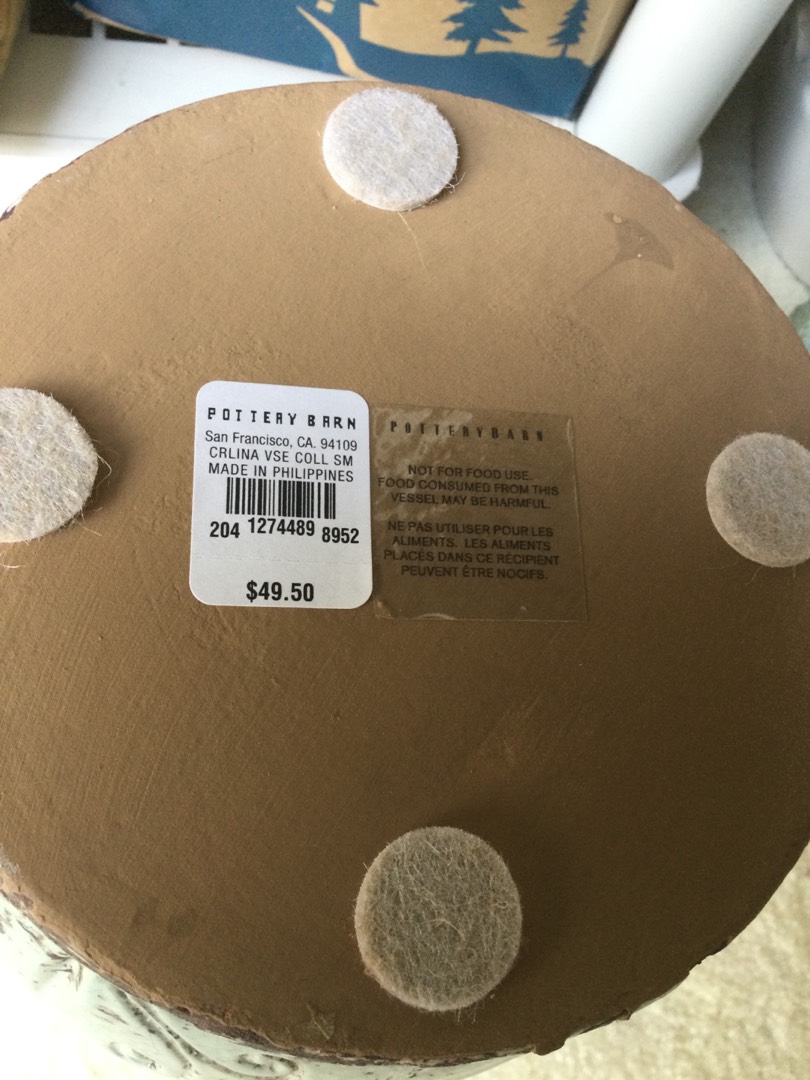 POTTERY BARN
San Francisco, CA. 94109
CRLINA VSE COLL SM
MADE IN PHILIPPINES
204 1274489 8952
$49.50
POTTERYBARN
NOT FOR FOOD USE.
FOOD CONSUMED FROM THIS
VESSEL MAY BE HARMFUL.
NE PAS UTILISER POUR LES
ALIMENTS. LES ALIMENTS
PLACÉS DANS CE RÉCIPIENT
PEUVENT ÊTRE NOCIFS.